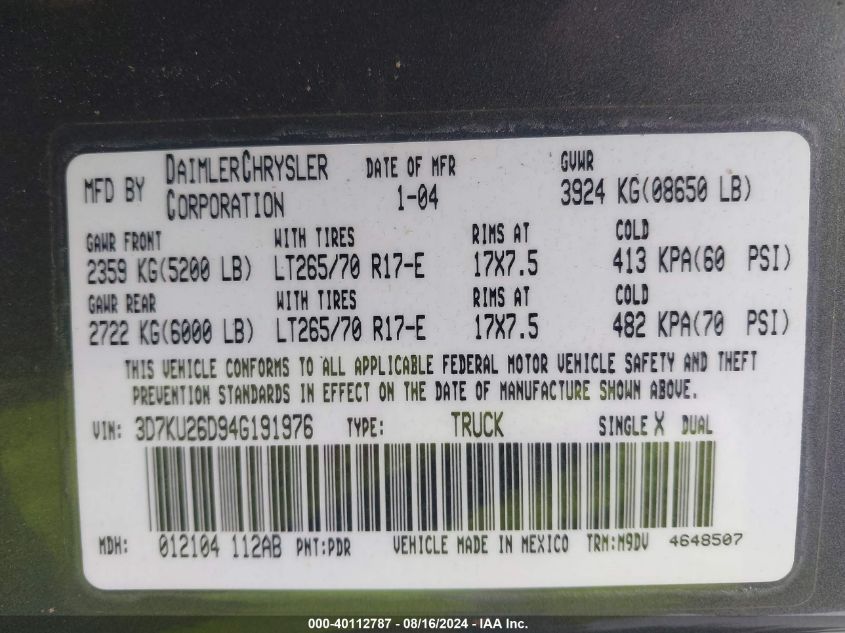 MFD BY DAIMLERCHRYSLER CORPORATION
DATE OF MFR 1-04
GVWR 3924 KG(08650 LB)
GAWR FRONT WITH TIRES RIMS AT COLD
2359 KG(5200 LB) LT265/70 R17-E 17X7.5 413 KPA(60 PSI)
GAWR REAR WITH TIRES RIMS AT COLD
2722 KG(6000 LB) LT265/70 R17-E 17X7.5 482 KPA(70 PSI)
THIS VEHICLE CONFORMS TO ALL APPLICABLE FEDERAL MOTOR VEHICLE SAFETY AND THEFT
PREVENTION STANDARDS IN EFFECT ON THE DATE OF MANUFACTURE SHOWN ABOVE.
VIN: 3D7KU26D94G191976 TYPE: TRUCK SINGLE X DUAL
MDH: 012104 112AB PNT:PDR VEHICLE MADE IN MEXICO TRM:M9DV 4648507
000-40112787 - 08/16/2024 - IAA Inc.